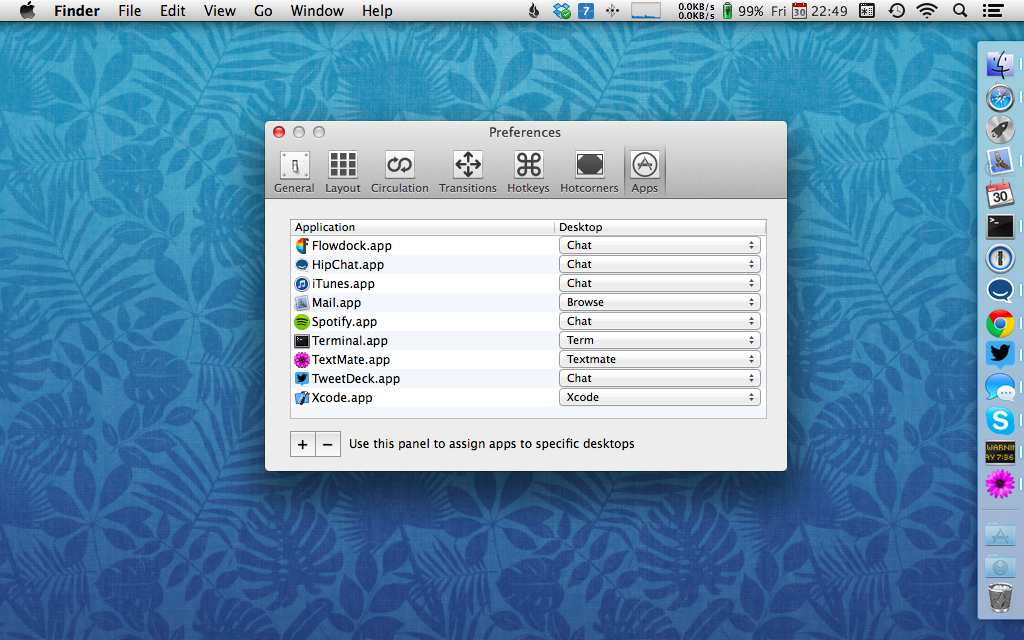 Finder File Edit View Go Window Help 7 0.0KB/s 0.0KB/s 99% Fri 30 22:49
Preferences
General Layout Circulation Transitions Hotkeys Hotcorners Apps
Application Desktop
Flowdock.app Chat
HipChat.app Chat
iTunes.app Chat
Mail.app Browse
Spotify.app Chat
Terminal.app Term
TextMate.app Textmate
TweetDeck.app Chat
Xcode.app Xcode
+ − Use this panel to assign apps to specific desktops
30
WARNIN
AY 7:36